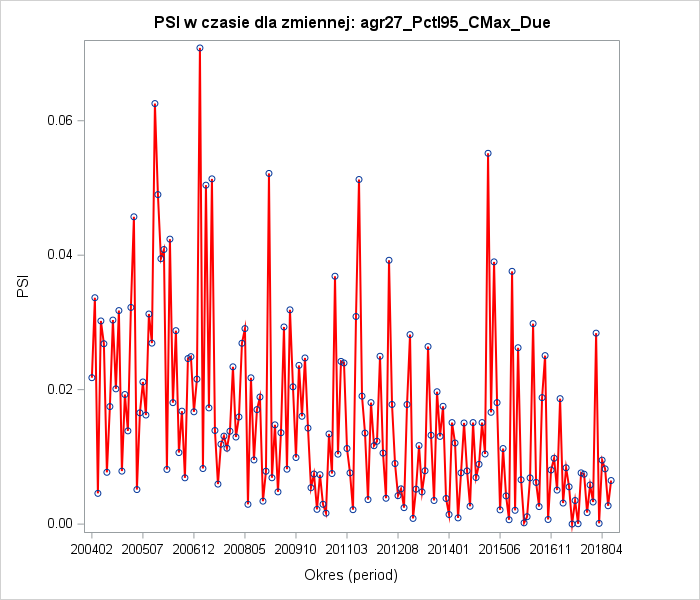 PSI w czasie dla zmiennej: agr27_Pctl95_CMax_Due
0.06
0.04
0.02
0.00
PSI
200402 200507 200612 200805 200910 201103 201208 201401 201506 201611 201804
Okres (period)